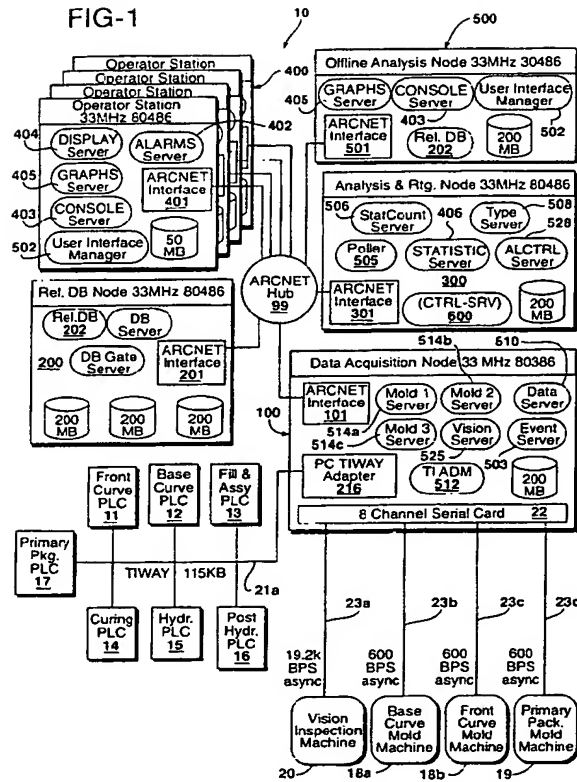 FIG-1
10
Operator Station
Operator Station
Operator Station
Operator Station
33MHz 80486
400
404
DISPLAY
Server
ALARMS
Server
402
405
GRAPHS
Server
ARCNET
Interface
401
403
CONSOLE
Server
502
User Interface
Manager
50
MB
500
Offline Analysis Node 33MHz 30486
405
GRAPHS
Server
CONSOLE
Server
403
User Interface
Manager
502
ARCNET
Interface
501
Rel. DB
202
200
MB
Analysis & Rtg. Node 33MHz 80486
506
StatCount
Server
406
Type
Server
508
Poller
505
STATISTIC
Server
300
ALCTRL
Server
528
ARCNET
Interface
301
(CTRL-SRV)
600
200
MB
ARCNET
Hub
99
Rel. DB Node 33MHz 80486
Rel.DB
202
DB
Server
200
DB Gate
Server
ARCNET
Interface
201
200
MB
200
MB
200
MB
514b
510
Data Acquisition Node 33 MHz 80386
100
ARCNET
Interface
101
Mold 1
Server
514a
Mold 2
Server
Data
Server
514c
Mold 3
Server
Vision
Server
525
Event
Server
503
PC TIWAY
Adapter
216
TI ADM
512
200
MB
8 Channel Serial Card 22
Front
Curve
PLC
11
Base
Curve
PLC
12
Fill &
Assy
PLC
13
Primary
Pkg.
PLC
17
TIWAY 115KB
21a
Curing
PLC
14
Hydr.
PLC
15
Post
Hydr.
PLC
16
23a
23b
23c
23d
19.2k
BPS
async
600
BPS
async
600
BPS
async
600
BPS
async
Vision
Inspection
Machine
20
Base
Curve
Mold
Machine
18a
Front
Curve
Mold
Machine
18b
Primary
Pack.
Mold
Machine
19